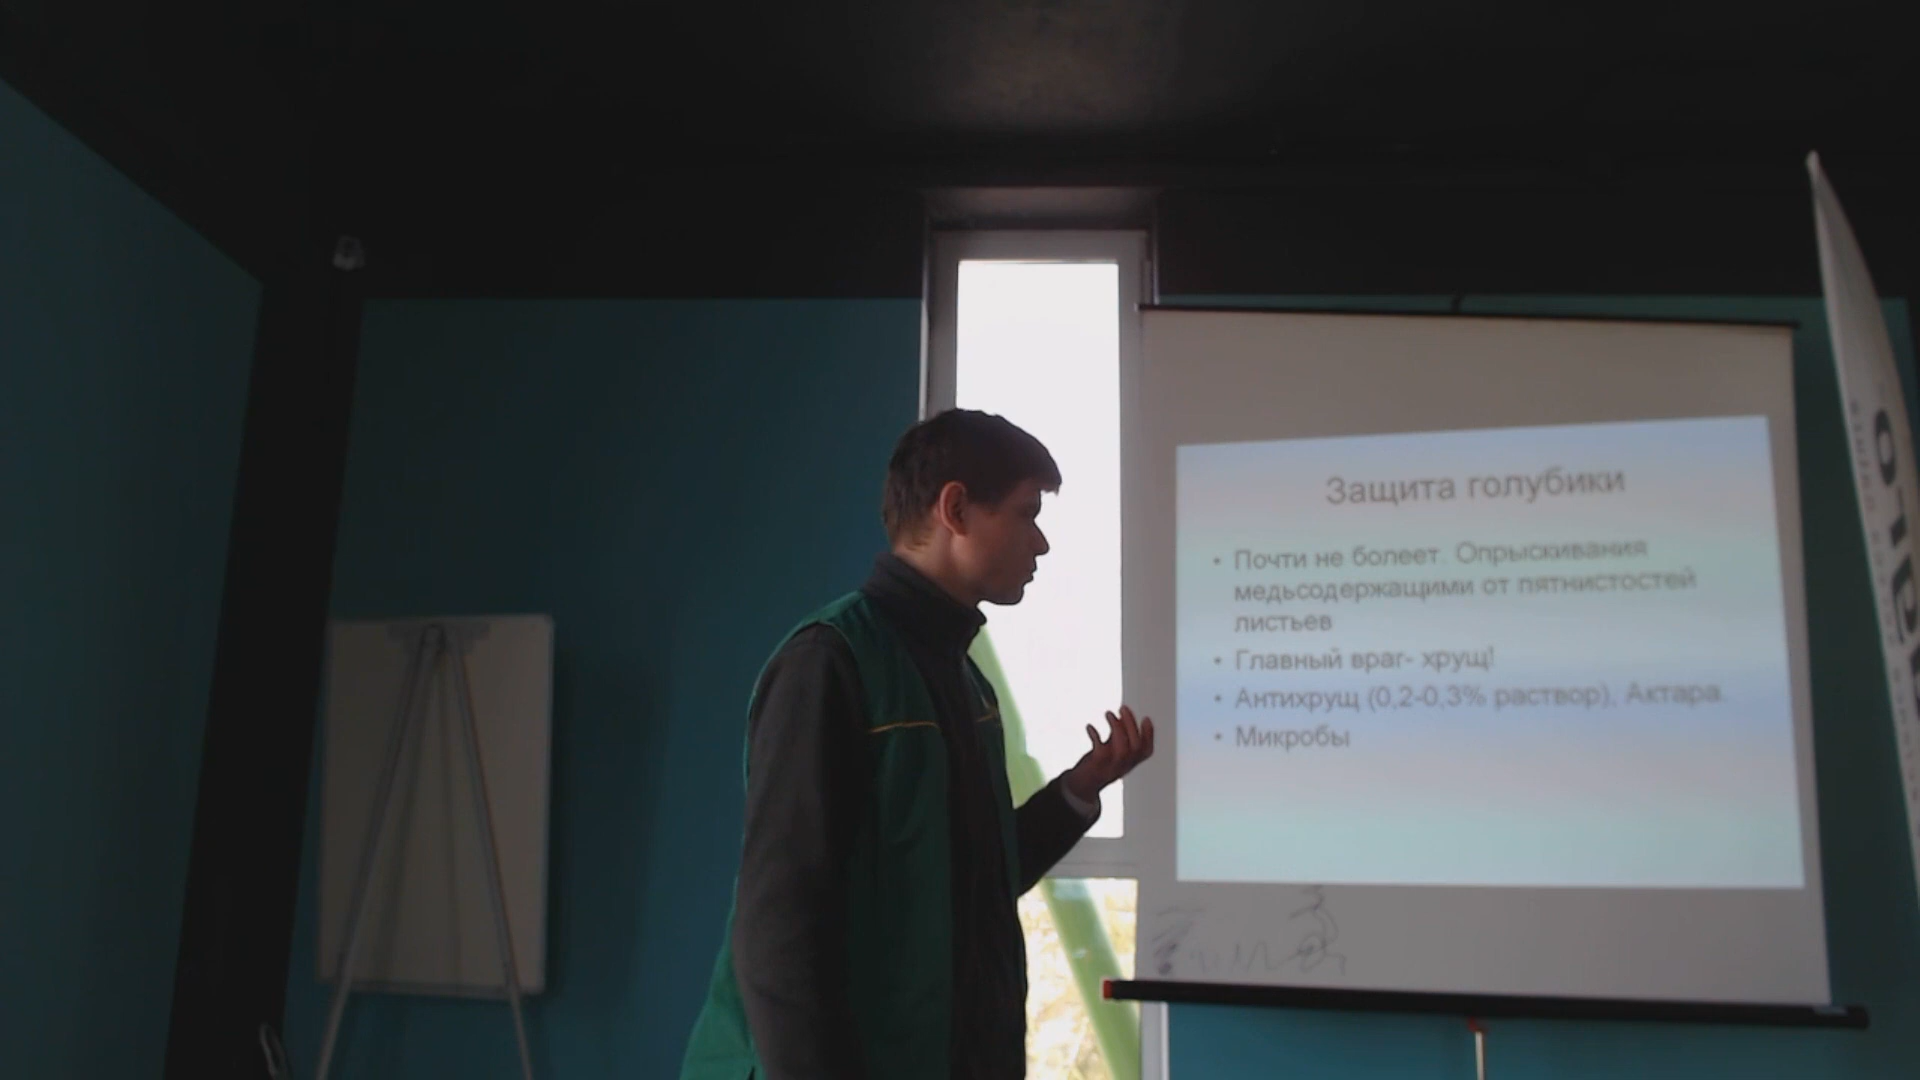 Защита голубики
• Почти не болеет. Опрыскивания
медьсодержащими от пятнистостей
листьев
• Главный враг- хрущ!
• Антихрущ (0,2-0,3% раствор), Актара.
• Микробы